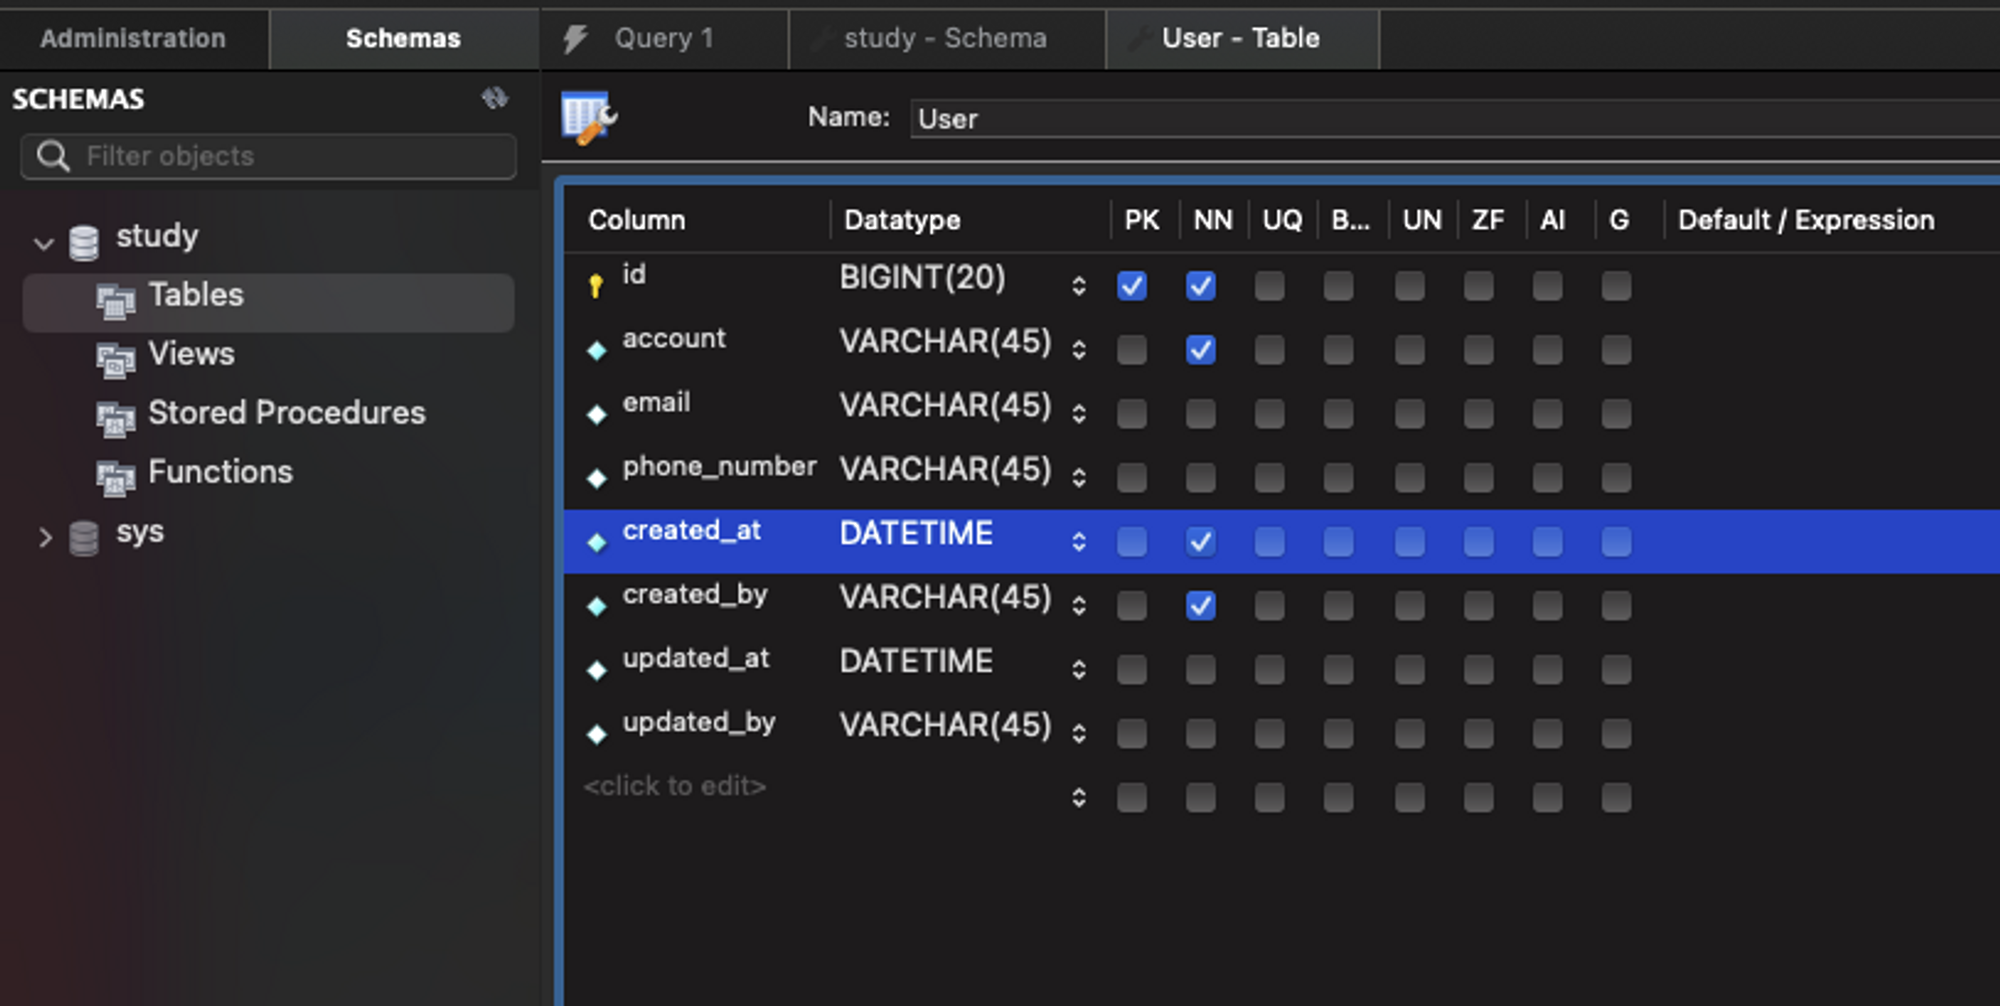 Administration
Schemas
Query 1
study - Schema
User - Table
SCHEMAS
Filter objects
study
Tables
Views
Stored Procedures
Functions
sys
Name: User
Column Datatype PK NN UQ B... UN ZF AI G Default / Expression
id BIGINT(20)
account VARCHAR(45)
email VARCHAR(45)
phone_number VARCHAR(45)
created_at DATETIME
created_by VARCHAR(45)
updated_at DATETIME
updated_by VARCHAR(45)
<click to edit>